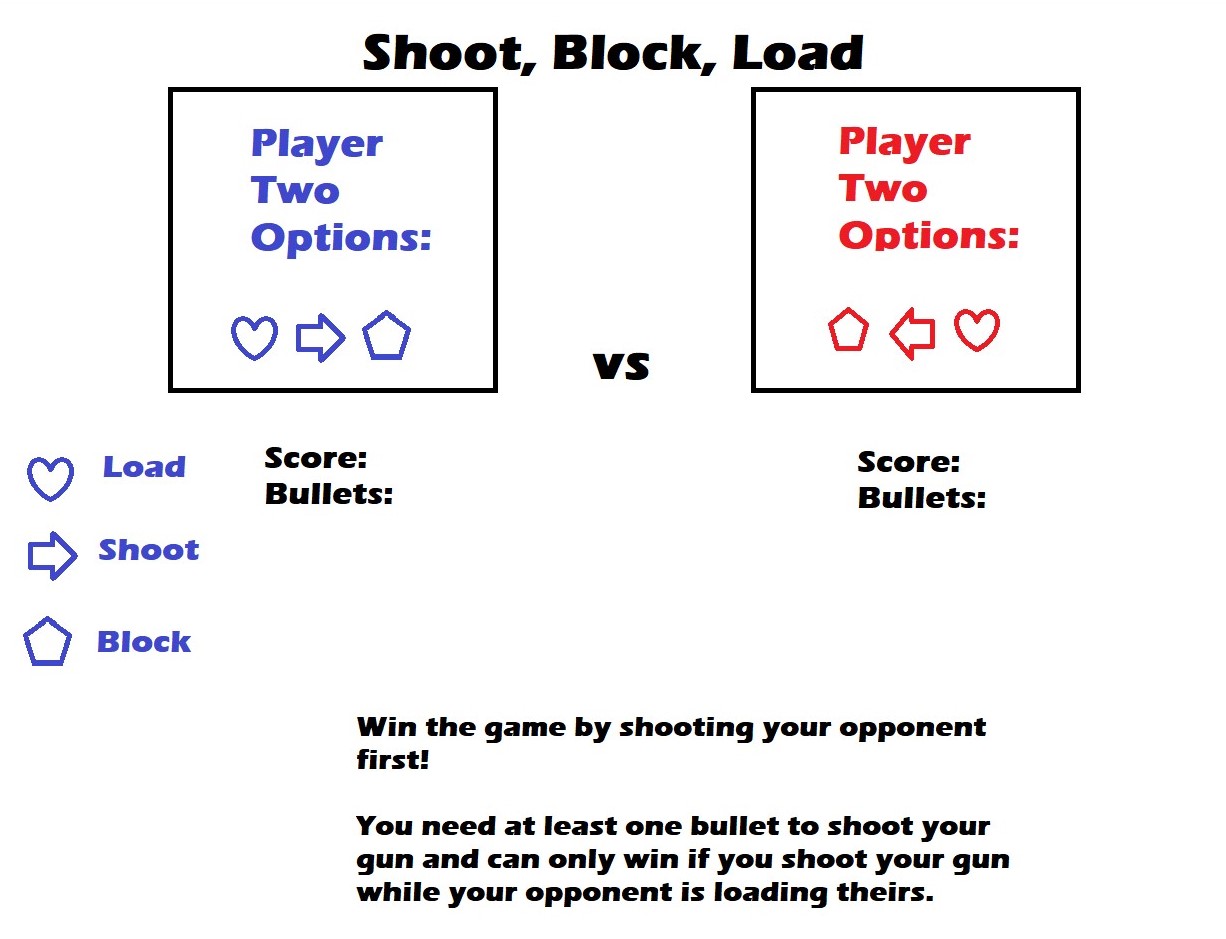 Shoot, Block, Load
Player
Two
Options:
Player
Two
Options:
vs
Score:
Bullets:
Score:
Bullets:
Load
Shoot
Block
Win the game by shooting your opponent
first!
You need at least one bullet to shoot your
gun and can only win if you shoot your gun
while your opponent is loading theirs.